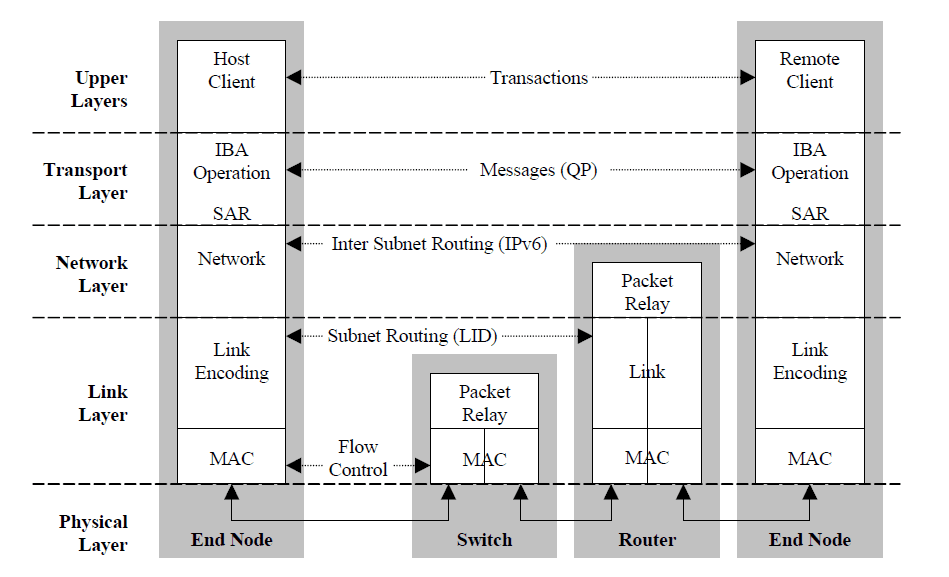 Upper
Layers
Host
Client
Transactions
Remote
Client
Transport
Layer
IBA
Operation
SAR
Messages (QP)
IBA
Operation
SAR
Network
Layer
Network
Inter Subnet Routing (IPv6)
Packet
Relay
Network
Link
Layer
Link
Encoding
MAC
Subnet Routing (LID)
Flow
Control
Packet
Relay
MAC
Link
MAC
Link
Encoding
MAC
Physical
Layer
End Node
Switch
Router
End Node